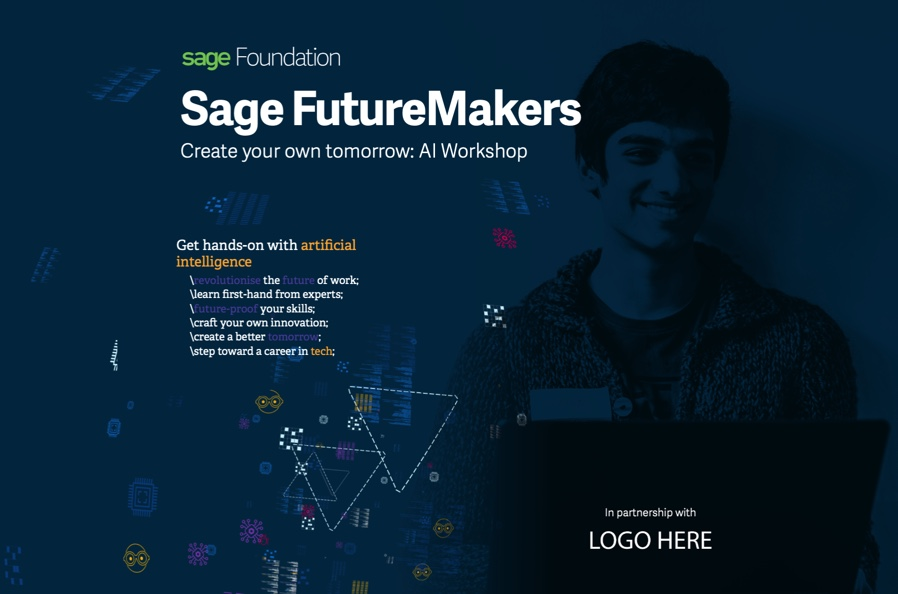 sage Foundation
Sage FutureMakers
Create your own tomorrow: AI Workshop
Get hands-on with artificial
intelligence
\revolutionise the future of work;
\learn first-hand from experts;
\future-proof your skills;
\craft your own innovation;
\create a better tomorrow;
\step toward a career in tech;
In partnership with
LOGO HERE